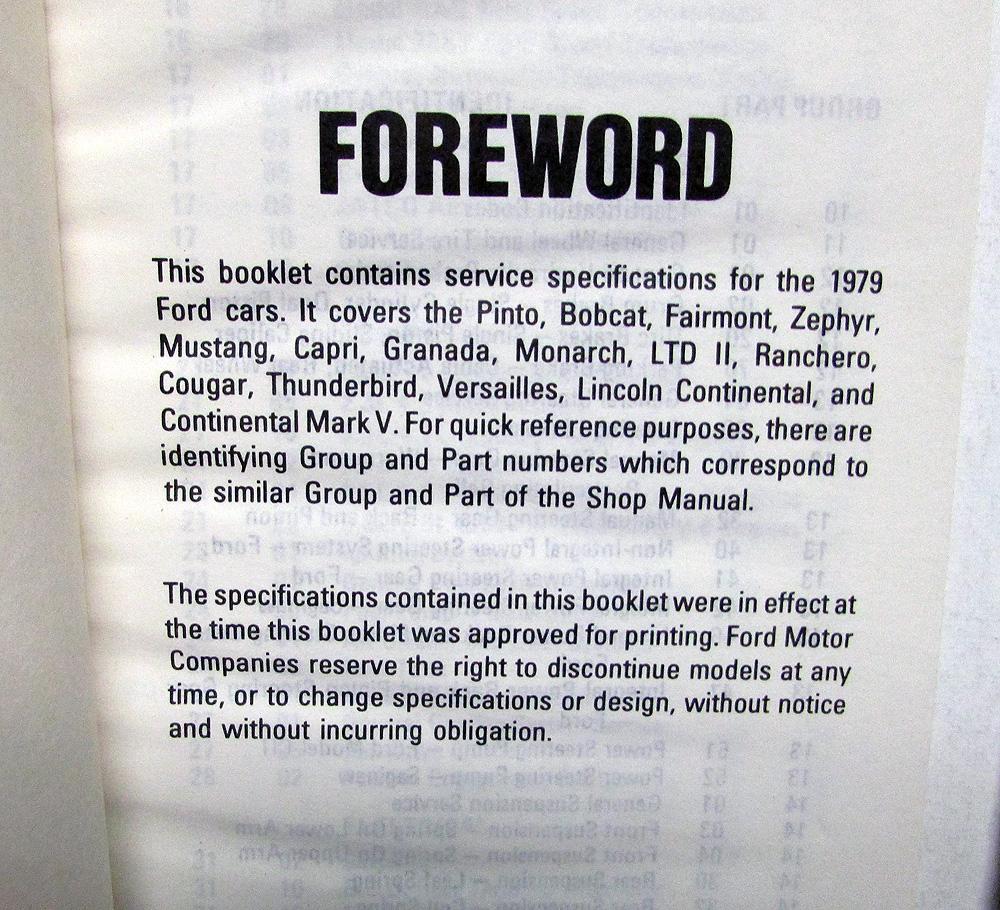 FOREWORD
This booklet contains service specifications for the 1979
Ford cars. It covers the Pinto, Bobcat, Fairmont, Zephyr,
Mustang, Capri, Granada, Monarch, LTD II, Ranchero,
Cougar, Thunderbird, Versailles, Lincoln Continental, and
Continental Mark V. For quick reference purposes, there are
identifying Group and Part numbers which correspond to
the similar Group and Part of the Shop Manual.
The specifications contained in this booklet were in effect at
the time this booklet was approved for printing. Ford Motor
Companies reserve the right to discontinue models at any
time, or to change specifications or design, without notice
and without incurring obligation.